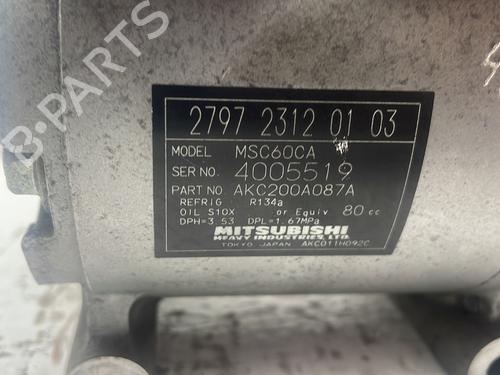 B-PARTS
2797 2312 01 03
MODEL MSC60CA
SER NO. 4005519
PART NO. AKC200A087A
REFRIG R134a
OIL S10X or Equiv 80 cc
DPH=3.53 DPL=1.67MPa
MITSUBISHI
HEAVY INDUSTRIES, LTD.
TOKYO JAPAN AKC011H092C
B-PARTS